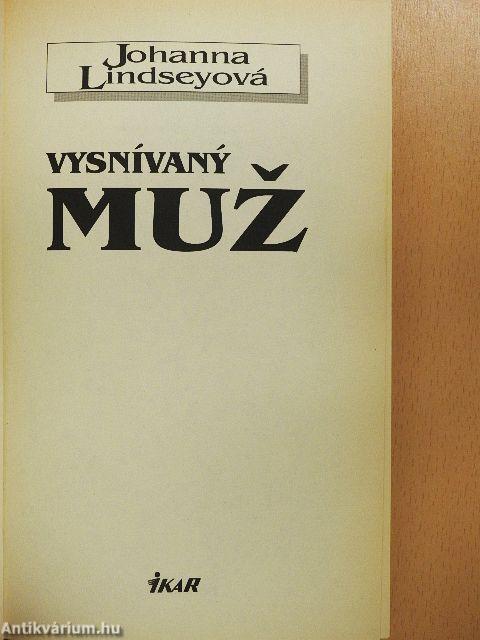 Johanna
Lindseyová
VYSNÍVANÝ
MUŽ
IKAR
Antikvárium.hu